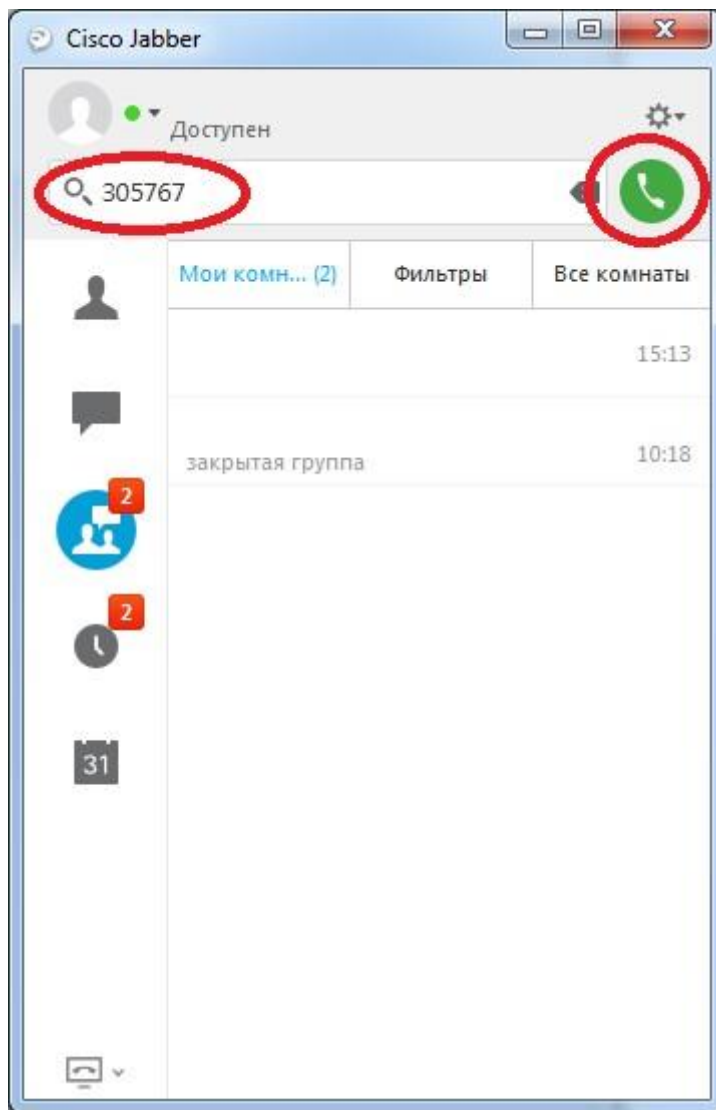 Cisco Jabber
Доступен
305767
Мои комн... (2)
Фильтры
Все комнаты
15:13
закрытая группа
10:18
2
2
31